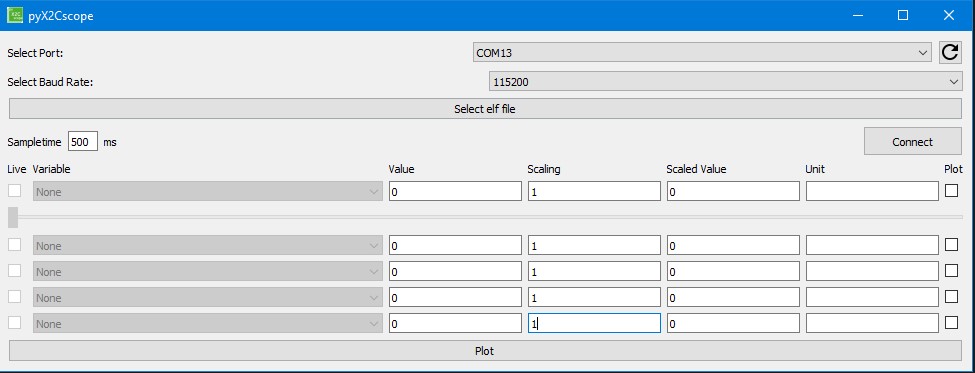 pyX2Cscope
Select Port: COM13
Select Baud Rate: 115200
Select elf file
Sampletime 500 ms Connect
Live Variable Value Scaling Scaled Value Unit Plot
None 0 1 0
None 0 1 0
None 0 1 0
None 0 1 0
None 0 1 0
Plot